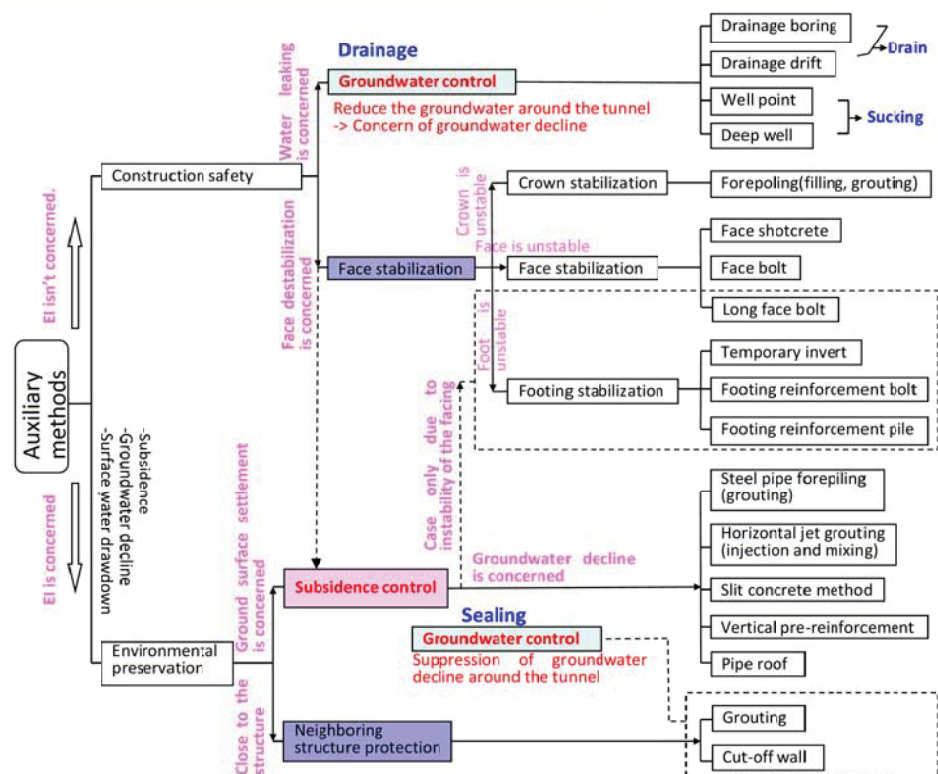 Drainage
Groundwater control
Reduce the groundwater around the tunnel
-> Concern of groundwater decline
Drainage boring
Drainage drift
Well point
Deep well
Drain
Sucking
Water leaking
is concerned
Construction safety
EI isn't concerned.
Face destabilization
is concerned
Face stabilization
Crown is
unstable
Face is unstable
Foot is
unstable
Crown stabilization
Forepoling(filling, grouting)
Face stabilization
Face shotcrete
Face bolt
Long face bolt
Footing stabilization
Temporary invert
Footing reinforcement bolt
Footing reinforcement pile
Auxiliary
methods
EI is concerned
-Subsidence
-Groundwater decline
-Surface water drawdown
Ground surface settlement
is concerned
Case only due to
instability of the facing
Subsidence control
Groundwater decline
is concerned
Steel pipe forepiling
(grouting)
Horizontal jet grouting
(injection and mixing)
Slit concrete method
Vertical pre-reinforcement
Pipe roof
Sealing
Groundwater control
Suppression of groundwater
decline around the tunnel
Environmental
preservation
Close to the
structure
Neighboring
structure protection
Grouting
Cut-off wall